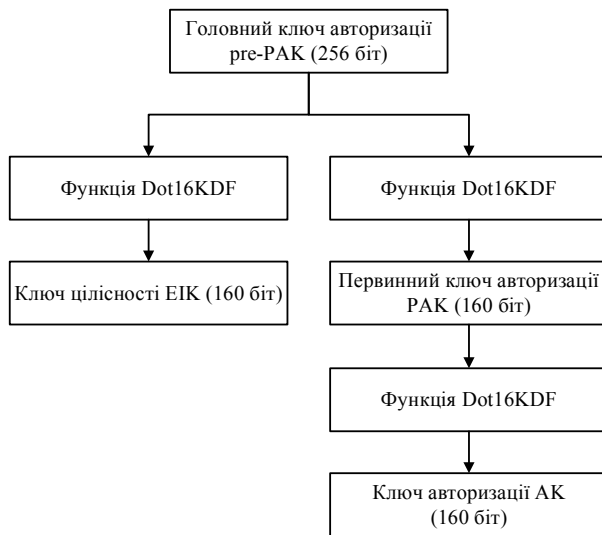 Головний ключ авторизації
pre-PAK (256 біт)
Функція Dot16KDF
Функція Dot16KDF
Ключ цілісності EIK (160 біт)
Первинний ключ авторизації
PAK (160 біт)
Функція Dot16KDF
Ключ авторизації AK
(160 біт)